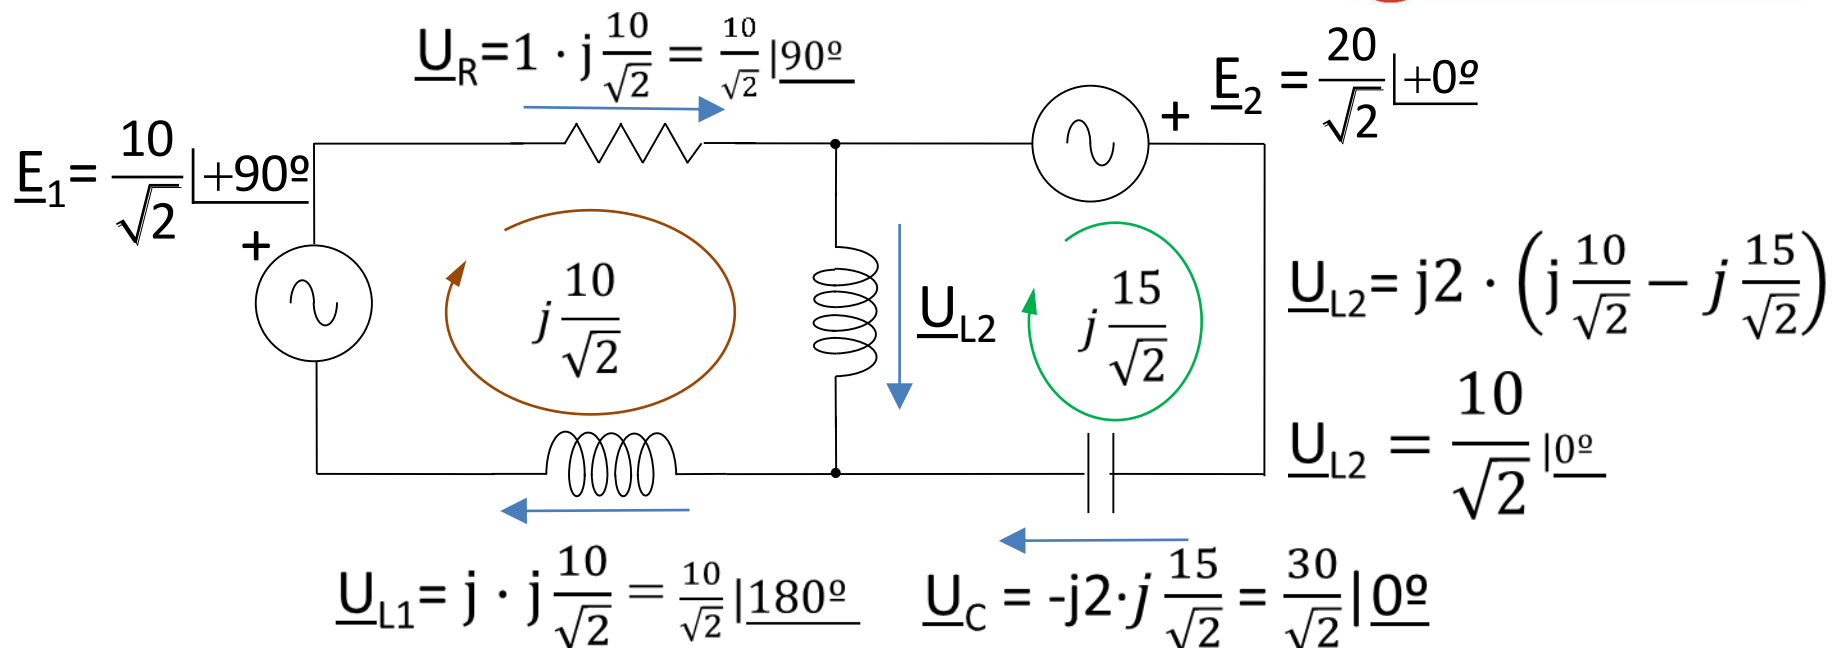 U_R=1 · j 10/√2 = 10/√2 |90º
E_2 = 20/√2 |+0º
+
E_1= 10/√2 |+90º
+
j 10/√2
U_L2
j 15/√2
U_L2= j2 · (j 10/√2 − j 15/√2)
U_L2 = 10/√2 |0º
U_L1= j · j 10/√2 = 10/√2 |180º
U_C = -j2·j 15/√2 = 30/√2 |0º